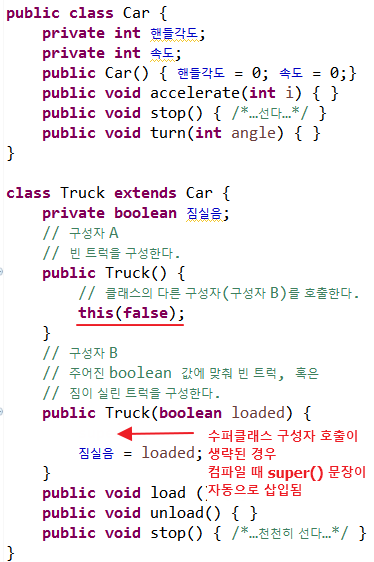 public class Car {
private int 핸들각도;
private int 속도;
public Car() { 핸들각도 = 0; 속도 = 0;}
public void accelerate(int i) { }
public void stop() { /*…선다…*/ }
public void turn(int angle) { }
}
class Truck extends Car {
private boolean 짐실음;
// 구성자 A
// 빈 트럭을 구성한다.
public Truck() {
// 클래스의 다른 구성자(구성자 B)를 호출한다.
this(false);
}
// 구성자 B
// 주어진 boolean 값에 맞춰 빈 트럭, 혹은
// 짐이 실린 트럭을 구성한다.
public Truck(boolean loaded) {
수퍼클래스 구성자 호출이
생략된 경우
짐실음 = loaded;
컴파일 때 super() 문장이
자동으로 삽입됨
}
public void load (
public void unload() { }
public void stop() { /*…천천히 선다…*/ }
}